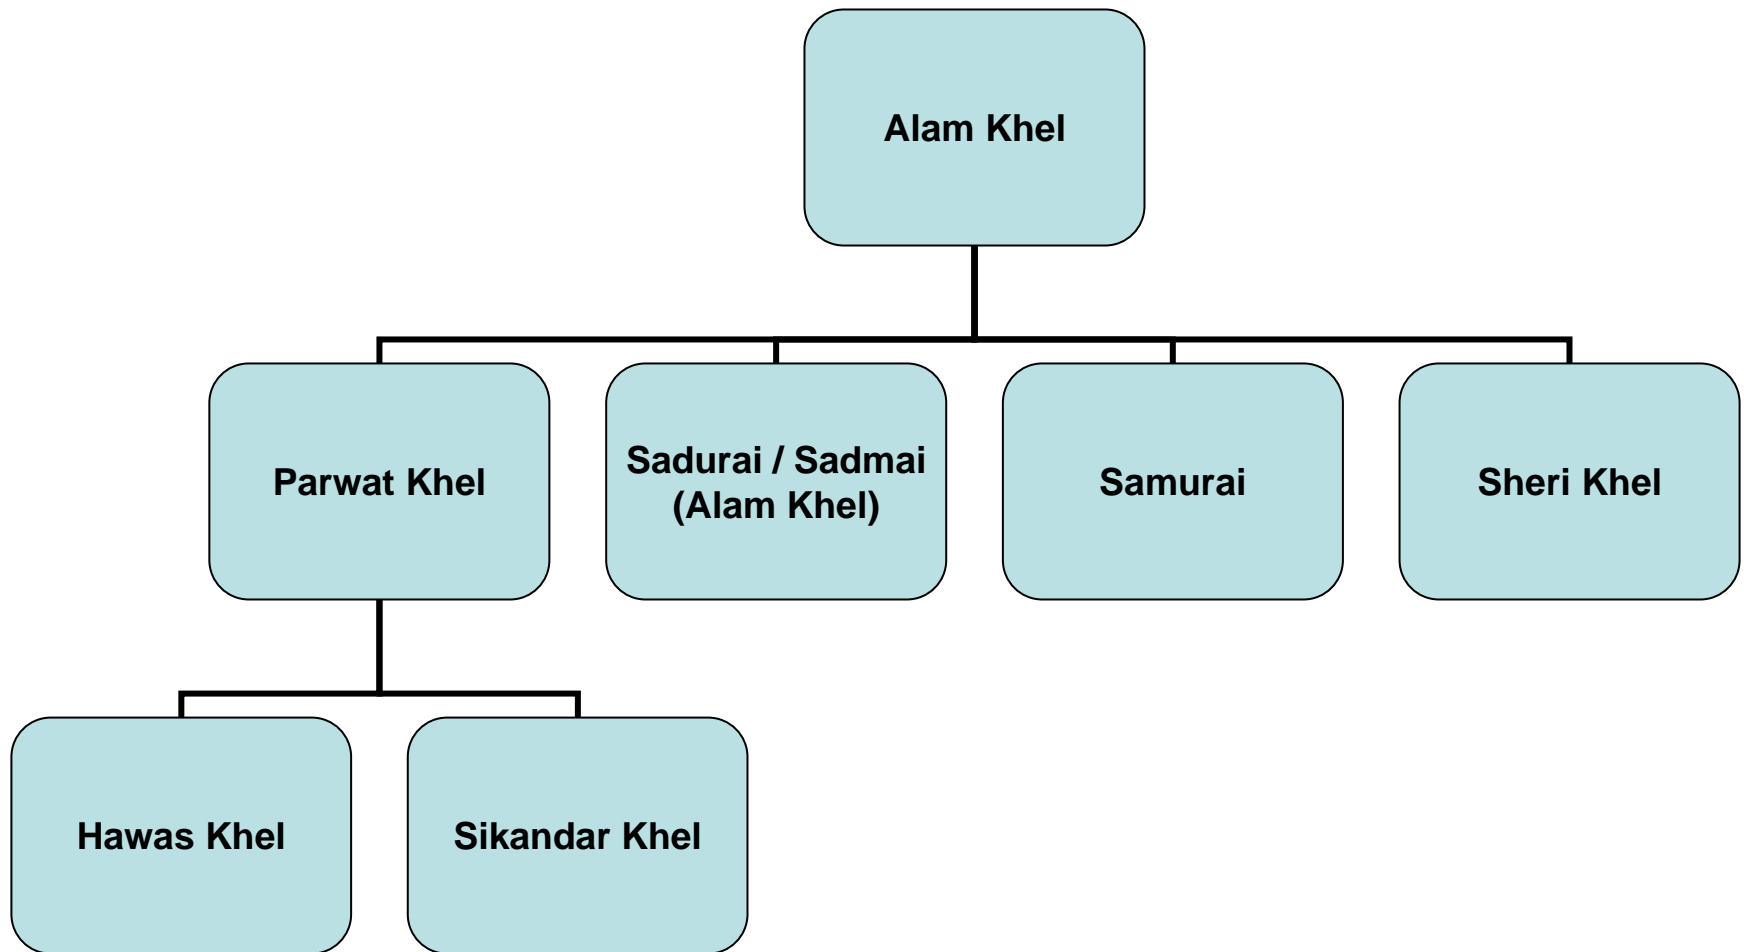 Alam Khel
Parwat Khel
Sadurai / Sadmai
(Alam Khel)
Samurai
Sheri Khel
Hawas Khel
Sikandar Khel